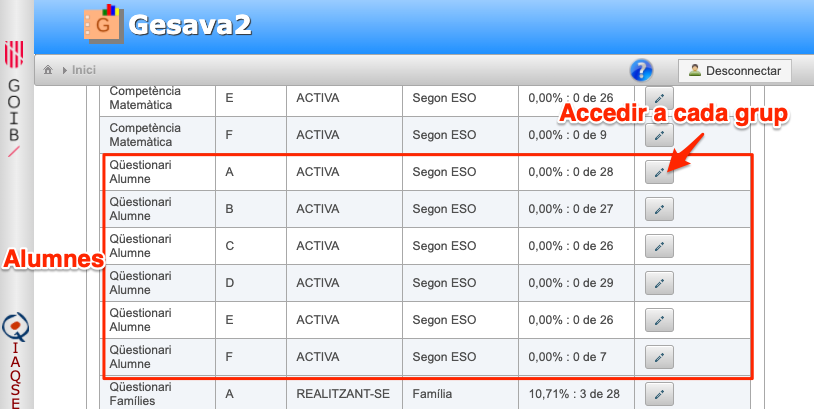 G Gesava2
Inici
? Desconnectar
GOIB
Competència
Matemàtica E ACTIVA Segon ESO 0,00% : 0 de 26
Accedir a cada grup
Competència
Matemàtica F ACTIVA Segon ESO 0,00% : 0 de 9
Qüestionari
Alumne A ACTIVA Segon ESO 0,00% : 0 de 28
Qüestionari
Alumne B ACTIVA Segon ESO 0,00% : 0 de 27
Alumnes
Qüestionari
Alumne C ACTIVA Segon ESO 0,00% : 0 de 26
Qüestionari
Alumne D ACTIVA Segon ESO 0,00% : 0 de 29
Qüestionari
Alumne E ACTIVA Segon ESO 0,00% : 0 de 26
Qüestionari
Alumne F ACTIVA Segon ESO 0,00% : 0 de 7
Qüestionari
Famílies A REALITZANT-SE Família 10,71% : 3 de 28
IAQSE